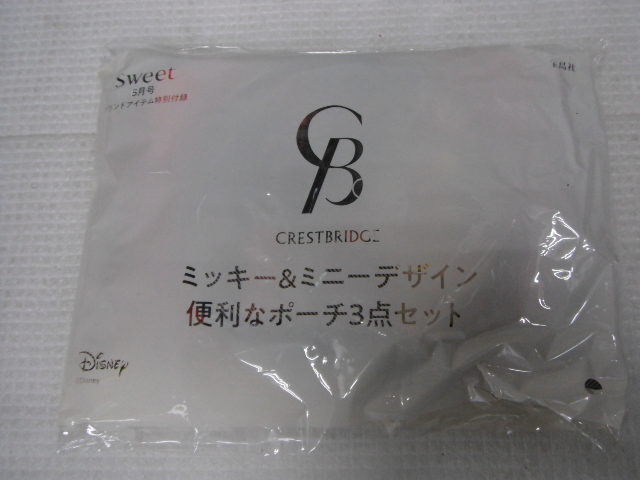 sweet
宝島社
5月号
ランドアイテム特別付録
CB
CRESTBRIDGE
ミッキー&ミニーデザイン
便利なポーチ3点セット
Disney
©Disney